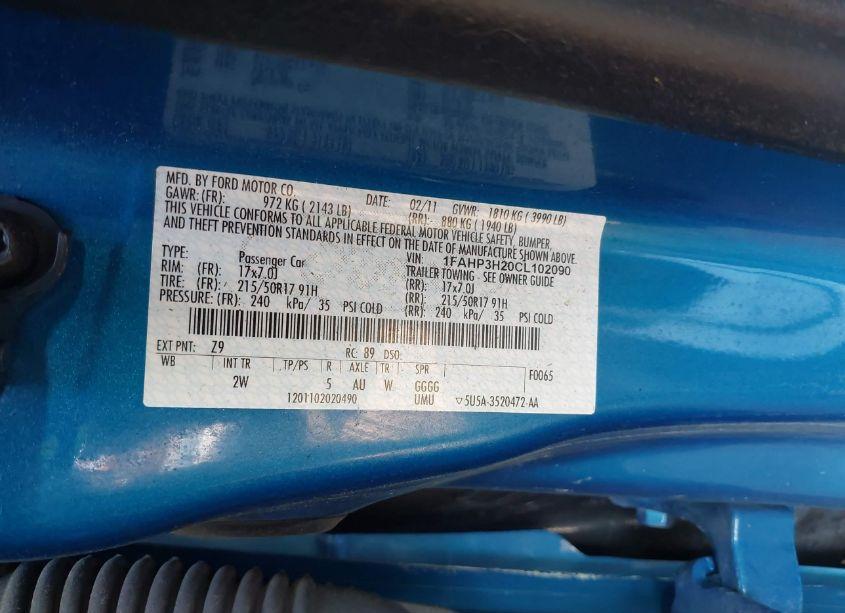 MFD. BY FORD MOTOR CO.
DATE: 02/11 GVWR: 1810 KG ( 3990 LB)
GAWR: (FR): 972 KG ( 2143 LB) (RR): 880 KG ( 1940 LB)
THIS VEHICLE CONFORMS TO ALL APPLICABLE FEDERAL MOTOR VEHICLE SAFETY, BUMPER,
AND THEFT PREVENTION STANDARDS IN EFFECT ON THE DATE OF MANUFACTURE SHOWN ABOVE.
VIN: 1FAHP3H20CL102090
TYPE: Passenger Car TRAILER TOWING - SEE OWNER GUIDE
RIM: (FR) 17x7.0J (RR): 17x7.0J
TIRE: (FR): 215/50R17 91H (RR): 215/50R17 91H
PRESSURE: (FR): 240 kPa/ 35 PSI COLD (RR) 240 kPa/ 35 PSI COLD
EXT PNT: Z9 RC: 89 DSO:
WB INT TR TP/PS R AXLE TR SPR F0065
2W 5 AU W GGGG
1201102020490 UMU ▽5U5A-3520472-AA